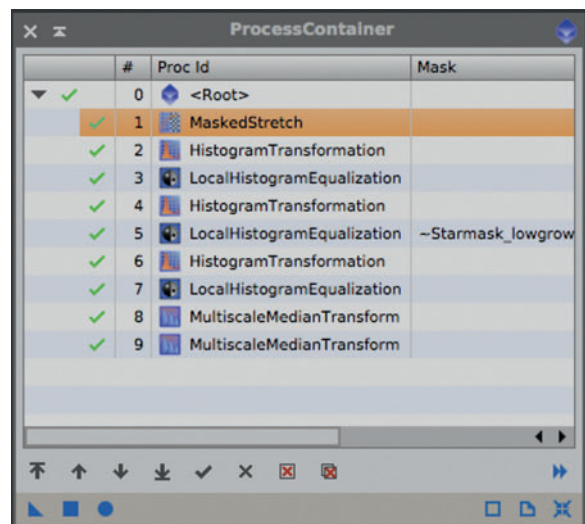 ProcessContainer
# Proc Id Mask
0 <Root>
1 MaskedStretch
2 HistogramTransformation
3 LocalHistogramEqualization
4 HistogramTransformation
5 LocalHistogramEqualization ~Starmask_lowgrow
6 HistogramTransformation
7 LocalHistogramEqualization
8 MultiscaleMedianTransform
9 MultiscaleMedianTransform